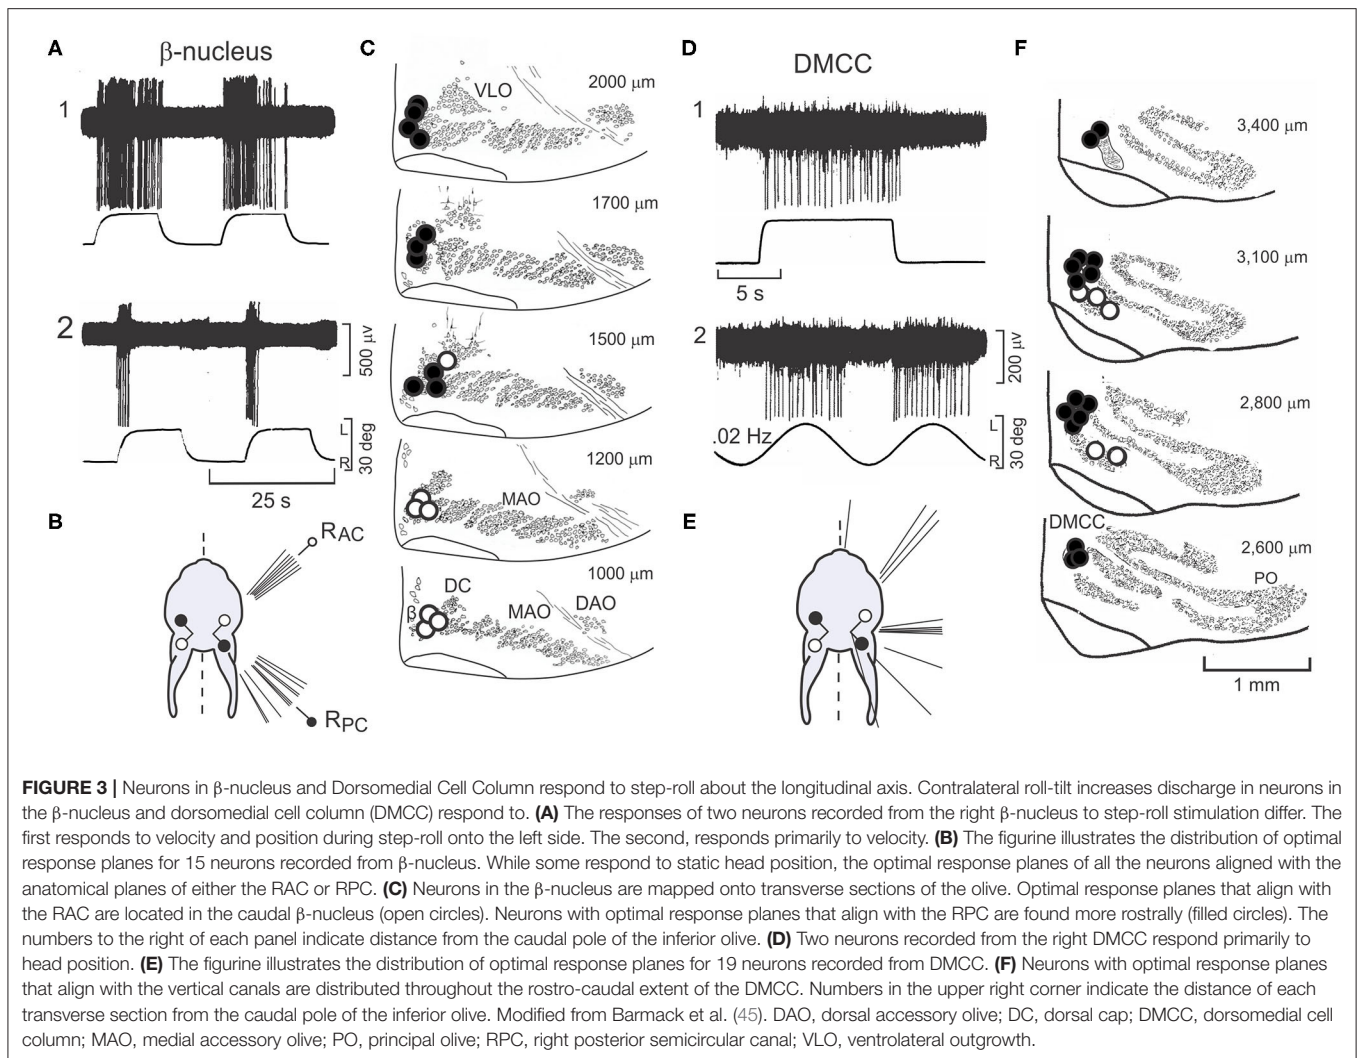 A
β-nucleus
1
2
500 μv
L
R
30 deg
25 s
B
RAC
RPC
C
VLO
2000 μm
1700 μm
1500 μm
1200 μm
MAO
1000 μm
DC
β
MAO
DAO
D
DMCC
1
5 s
2
200 μv
.02 Hz
L
R
30 deg
E
F
3,400 μm
3,100 μm
2,800 μm
DMCC
2,600 μm
PO
1 mm
FIGURE 3 | Neurons in β-nucleus and Dorsomedial Cell Column respond to step-roll about the longitudinal axis. Contralateral roll-tilt increases discharge in neurons in
the β-nucleus and dorsomedial cell column (DMCC) respond to. (A) The responses of two neurons recorded from the right β-nucleus to step-roll stimulation differ. The
first responds to velocity and position during step-roll onto the left side. The second, responds primarily to velocity. (B) The figurine illustrates the distribution of optimal
response planes for 15 neurons recorded from β-nucleus. While some respond to static head position, the optimal response planes of all the neurons aligned with the
anatomical planes of either the RAC or RPC. (C) Neurons in the β-nucleus are mapped onto transverse sections of the olive. Optimal response planes that align with
the RAC are located in the caudal β-nucleus (open circles). Neurons with optimal response planes that align with the RPC are found more rostrally (filled circles). The
numbers to the right of each panel indicate distance from the caudal pole of the inferior olive. (D) Two neurons recorded from the right DMCC respond primarily to
head position. (E) The figurine illustrates the distribution of optimal response planes for 19 neurons recorded from DMCC. (F) Neurons with optimal response planes
that align with the vertical canals are distributed throughout the rostro-caudal extent of the DMCC. Numbers in the upper right corner indicate the distance of each
transverse section from the caudal pole of the inferior olive. Modified from Barmack et al. (45). DAO, dorsal accessory olive; DC, dorsal cap; DMCC, dorsomedial cell
column; MAO, medial accessory olive; PO, principal olive; RPC, right posterior semicircular canal; VLO, ventrolateral outgrowth.